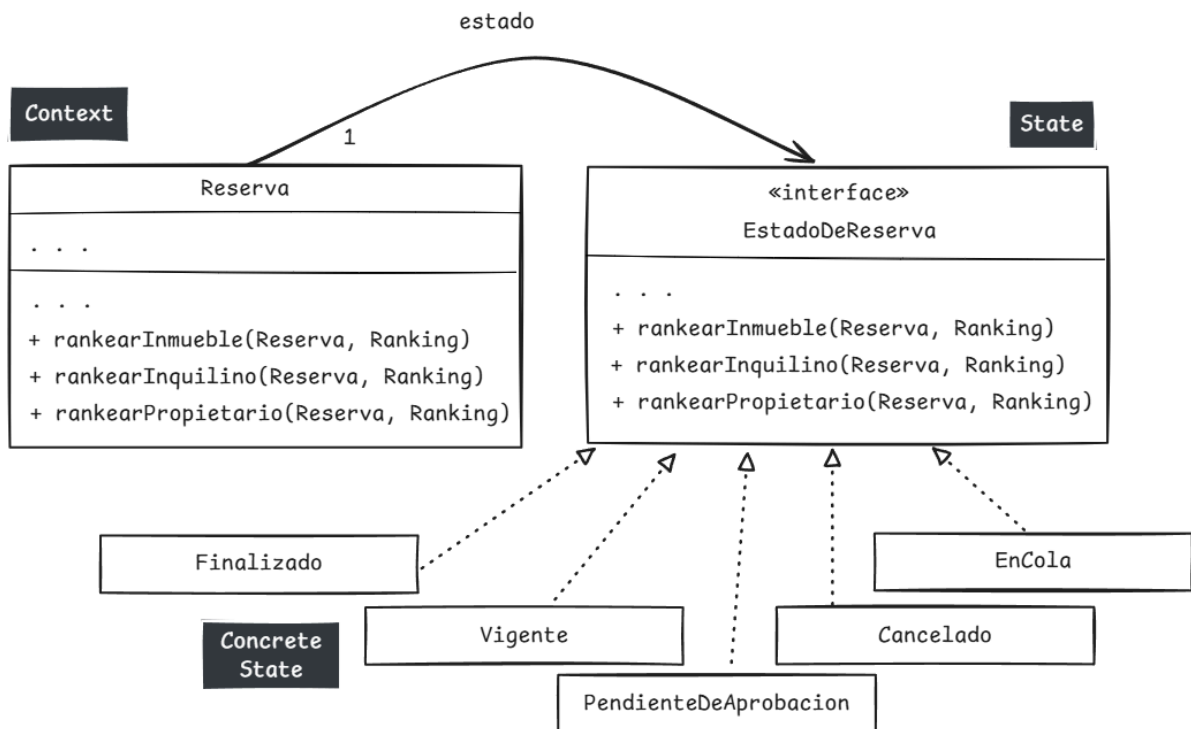 estado
Context
1
State
Reserva
. . .
. . .
+ rankearInmueble(Reserva, Ranking)
+ rankearInquilino(Reserva, Ranking)
+ rankearPropietario(Reserva, Ranking)
«interface»
EstadoDeReserva
. . .
+ rankearInmueble(Reserva, Ranking)
+ rankearInquilino(Reserva, Ranking)
+ rankearPropietario(Reserva, Ranking)
Finalizado
EnCola
Concrete
State
Vigente
Cancelado
PendienteDeAprobacion